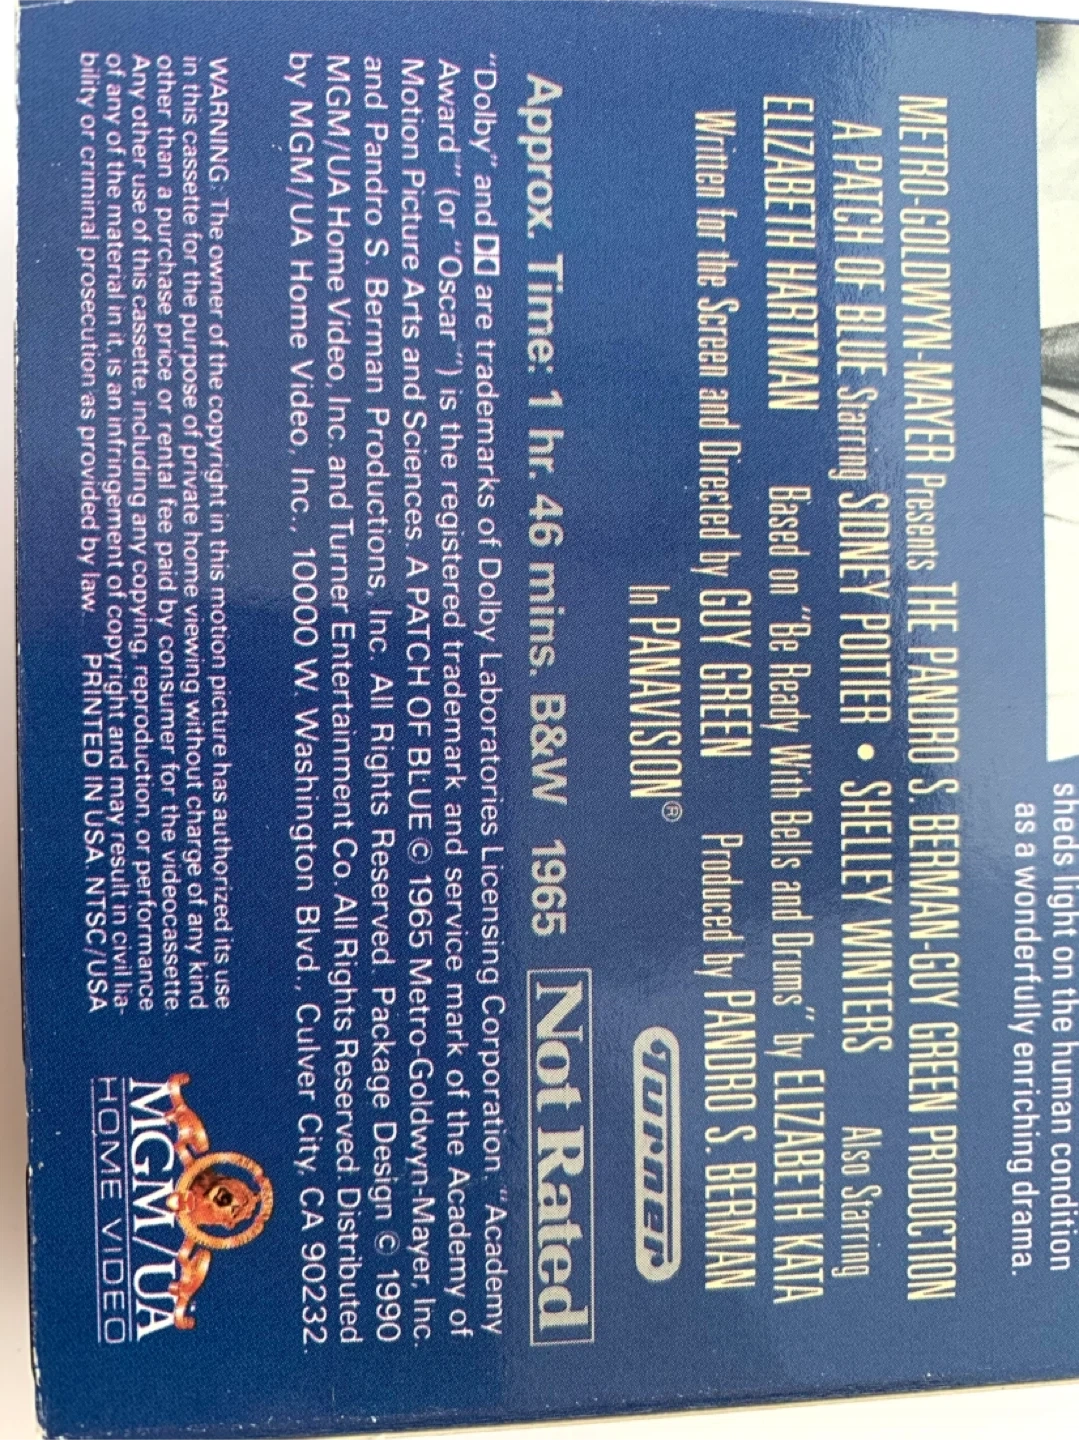 sheds light on the human condition
as a wonderfully enriching drama.
METRO-GOLDWYN-MAYER Presents THE PANDRO S. BERMAN-GUY GREEN PRODUCTION
A PATCH OF BLUE Starring SIDNEY POITIER • SHELLEY WINTERS Also Starring
ELIZABETH HARTMAN Based on "Be Ready With Bells and Drums" by ELIZABETH KATA
Written for the Screen and Directed by GUY GREEN Produced by PANDRO S. BERMAN
In PANAVISION®
Turner
Approx. Time: 1 hr. 46 mins. B&W 1965 Not Rated
"Dolby" and DD are trademarks of Dolby Laboratories Licensing Corporation. "Academy
Award" (or "Oscar") is the registered trademark and service mark of the Academy of
Motion Picture Arts and Sciences. A PATCH OF BLUE © 1965 Metro-Goldwyn-Mayer, Inc.
and Pandro S. Berman Productions, Inc. All Rights Reserved. Package Design © 1990
MGM/UA Home Video, Inc. and Turner Entertainment Co. All Rights Reserved. Distributed
by MGM/UA Home Video, Inc., 10000 W. Washington Blvd., Culver City, CA 90232.
WARNING: The owner of the copyright in this motion picture has authorized its use
in this cassette for the purpose of private home viewing without charge of any kind
other than a purchase price or rental fee paid by consumer for the videocassette.
Any other use of this cassette, including any copying, reproduction, or performance
of any of the material in it, is an infringement of copyright and may result in civil lia-
bility or criminal prosecution as provided by law. PRINTED IN USA. NTSC/USA
MGM/UA
HOME VIDEO